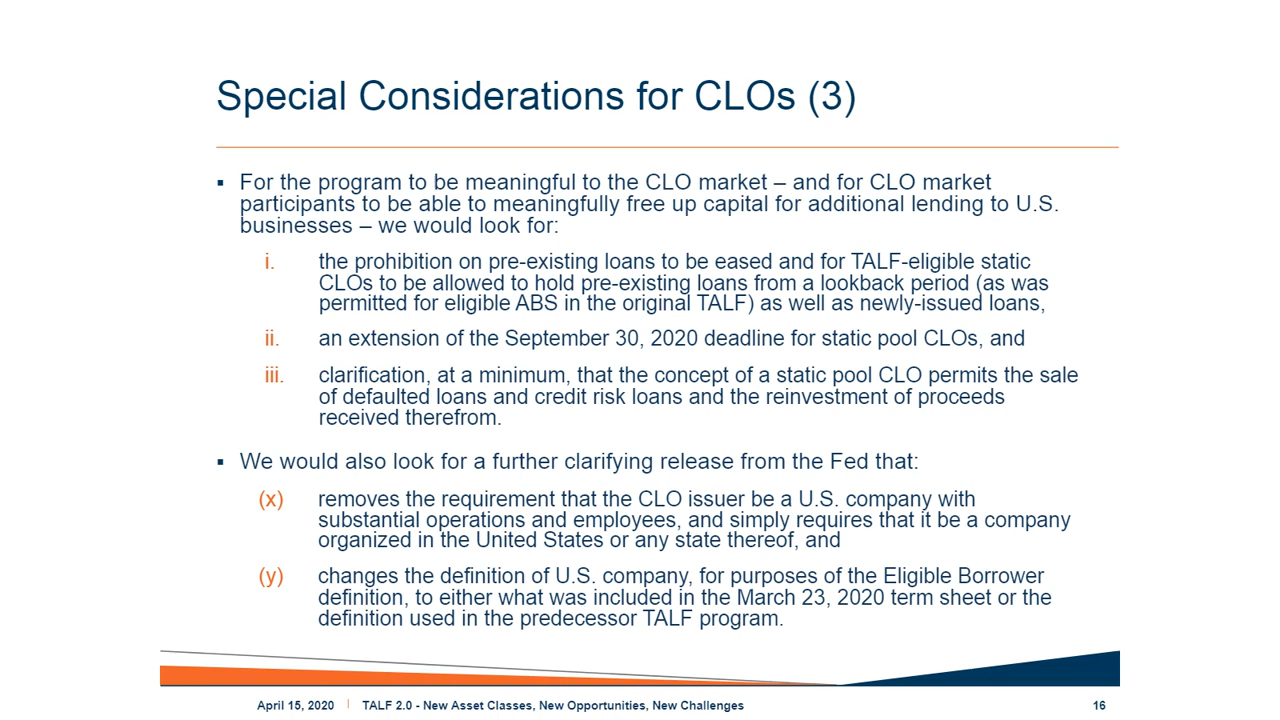 Special Considerations for CLOs (3)
▪ For the program to be meaningful to the CLO market – and for CLO market
participants to be able to meaningfully free up capital for additional lending to U.S.
businesses – we would look for:
i. the prohibition on pre-existing loans to be eased and for TALF-eligible static
CLOs to be allowed to hold pre-existing loans from a lookback period (as was
permitted for eligible ABS in the original TALF) as well as newly-issued loans,
ii. an extension of the September 30, 2020 deadline for static pool CLOs, and
iii. clarification, at a minimum, that the concept of a static pool CLO permits the sale
of defaulted loans and credit risk loans and the reinvestment of proceeds
received therefrom.
▪ We would also look for a further clarifying release from the Fed that:
(x) removes the requirement that the CLO issuer be a U.S. company with
substantial operations and employees, and simply requires that it be a company
organized in the United States or any state thereof, and
(y) changes the definition of U.S. company, for purposes of the Eligible Borrower
definition, to either what was included in the March 23, 2020 term sheet or the
definition used in the predecessor TALF program.
April 15, 2020 | TALF 2.0 - New Asset Classes, New Opportunities, New Challenges 16